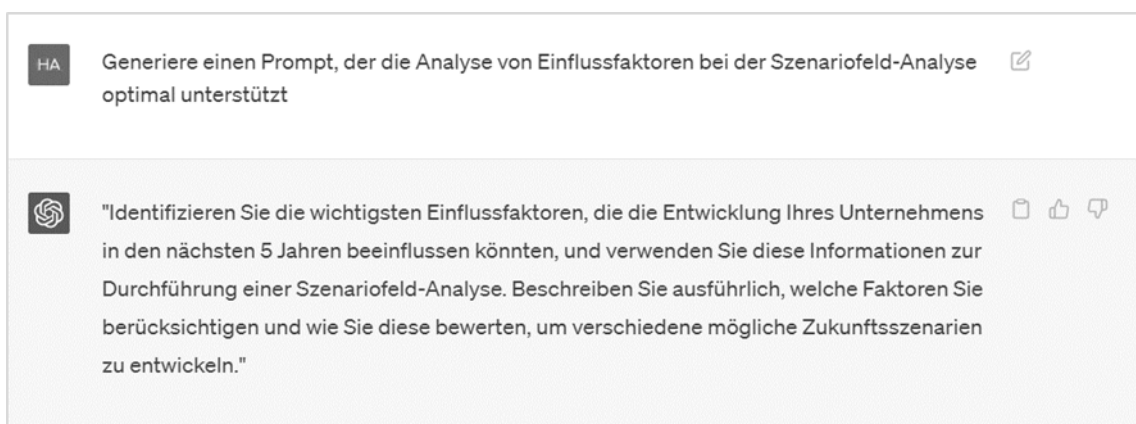 HA
Generiere einen Prompt, der die Analyse von Einflussfaktoren bei der Szenariofeld-Analyse
optimal unterstützt
"Identifizieren Sie die wichtigsten Einflussfaktoren, die die Entwicklung Ihres Unternehmens
in den nächsten 5 Jahren beeinflussen könnten, und verwenden Sie diese Informationen zur
Durchführung einer Szenariofeld-Analyse. Beschreiben Sie ausführlich, welche Faktoren Sie
berücksichtigen und wie Sie diese bewerten, um verschiedene mögliche Zukunftsszenarien
zu entwickeln."